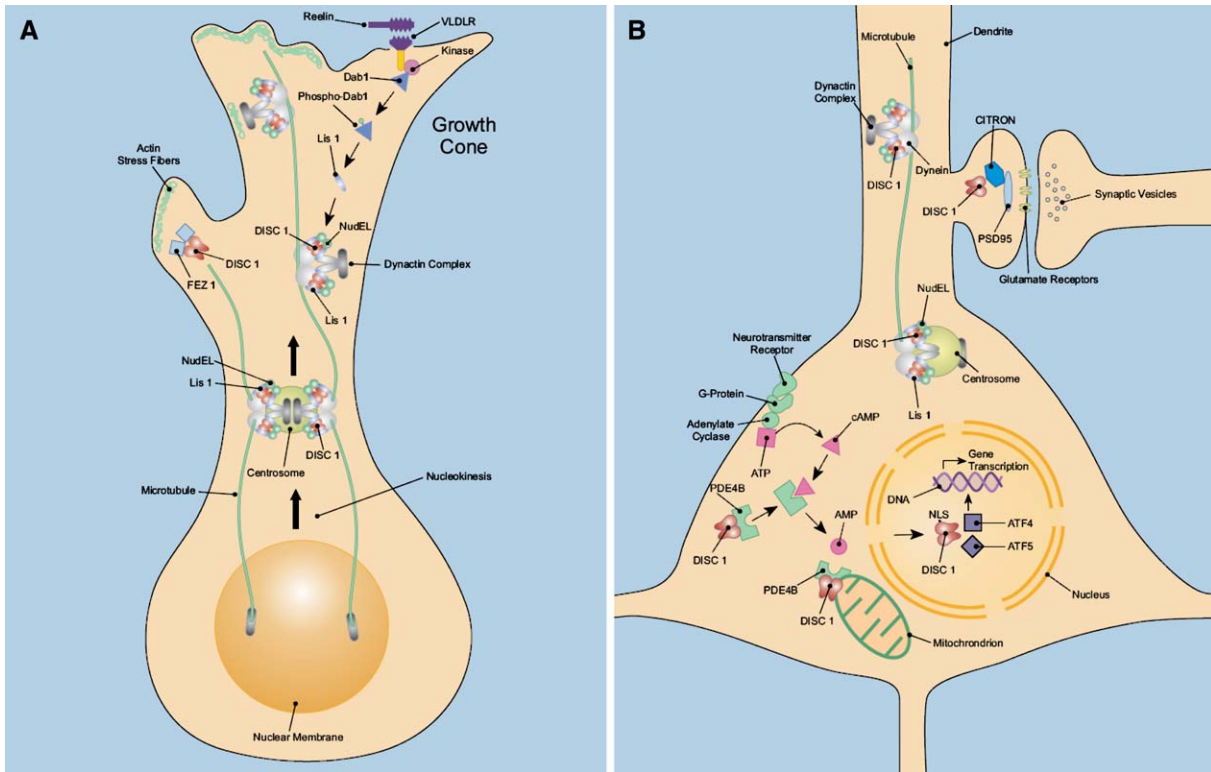 A
Reelin
VLDLR
Kinase
Dab1
Phospho-Dab1
Growth
Cone
Lis 1
Actin
Stress Fibers
DISC 1
NudEL
DISC 1
Dynactin Complex
FEZ 1
Lis 1
NudEL
Lis 1
DISC 1
Centrosome
Microtubule
Nucleokinesis
Nuclear Membrane
B
Microtubule
Dendrite
Dynactin
Complex
CITRON
DISC 1
Dynein
DISC 1
Synaptic Vesicles
PSD95
Glutamate Receptors
NudEL
Neurotransmitter
Receptor
DISC 1
G-Protein
Centrosome
Adenylate
Cyclase
Lis 1
cAMP
ATP
Gene
Transcription
PDE4B
DNA
AMP
NLS
ATF4
DISC 1
ATF5
DISC 1
PDE4B
Nucleus
DISC 1
Mitochrondrion